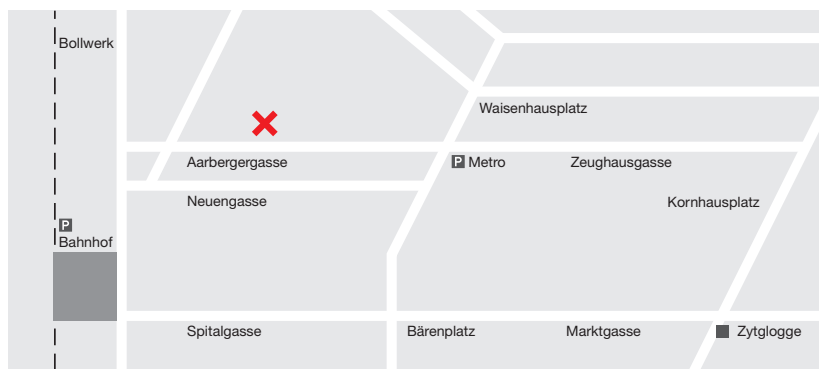 Bollwerk
Waisenhausplatz
Aarbergergasse
P Metro
Zeughausgasse
Neuengasse
Kornhausplatz
P
Bahnhof
Spitalgasse
Bärenplatz
Marktgasse
Zytglogge